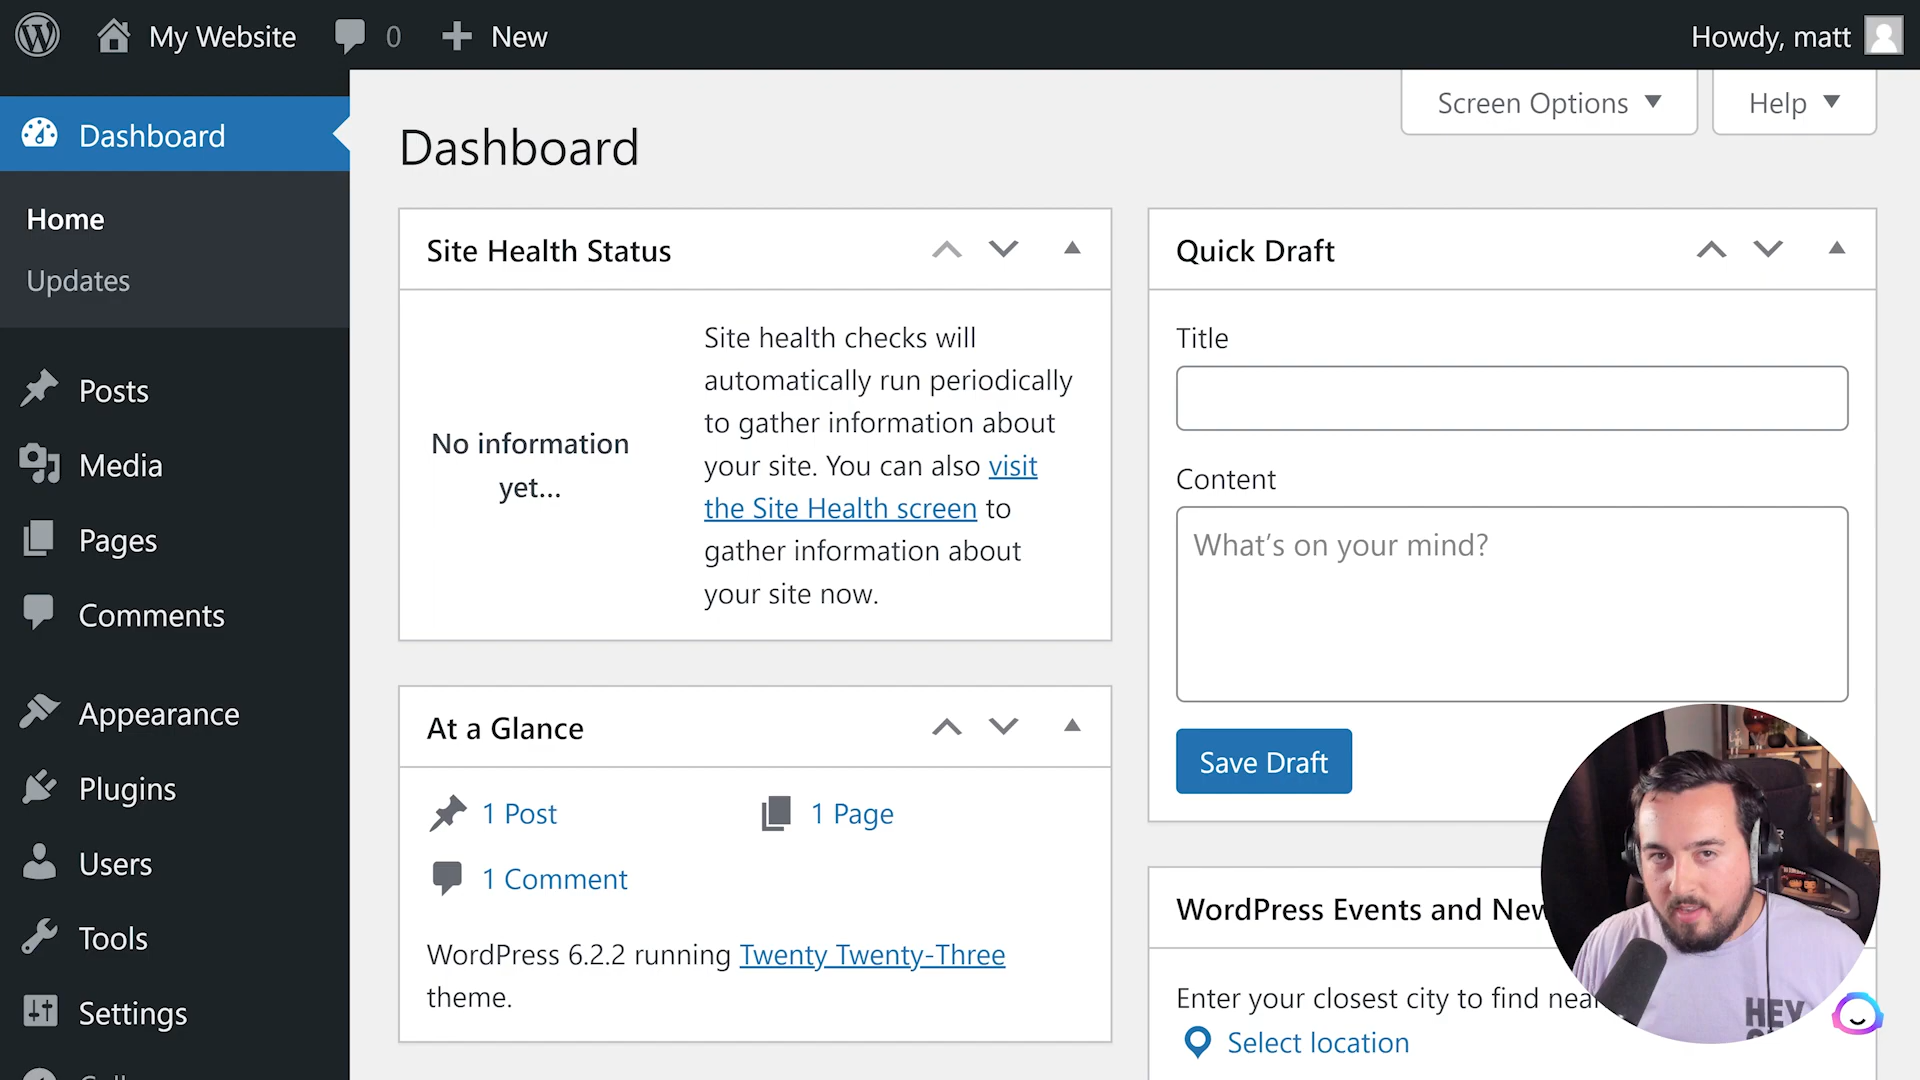 My Website
0
New
Howdy, matt
Screen Options
Help
Dashboard
Home
Updates
Posts
Media
Pages
Comments
Appearance
Plugins
Users
Tools
Settings
Dashboard
Site Health Status
No information
yet...
Site health checks will
automatically run periodically
to gather information about
your site. You can also visit
the Site Health screen to
gather information about
your site now.
At a Glance
1 Post
1 Page
1 Comment
WordPress 6.2.2 running Twenty Twenty-Three
theme.
Quick Draft
Title
Content
What's on your mind?
Save Draft
WordPress Events and
Enter your closest city to find
Select location
HEY